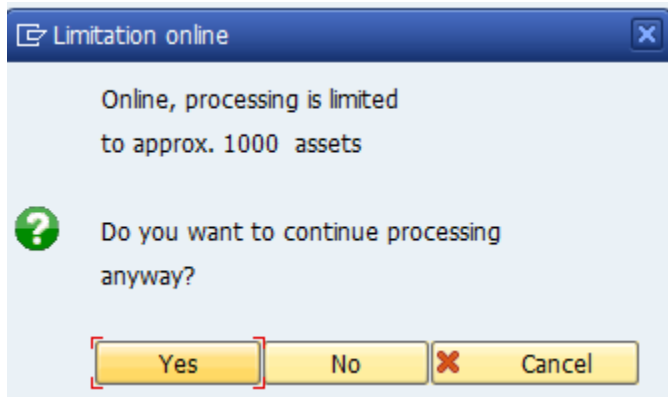 Limitation online
Online, processing is limited
to approx. 1000 assets
Do you want to continue processing
anyway?
Yes No Cancel